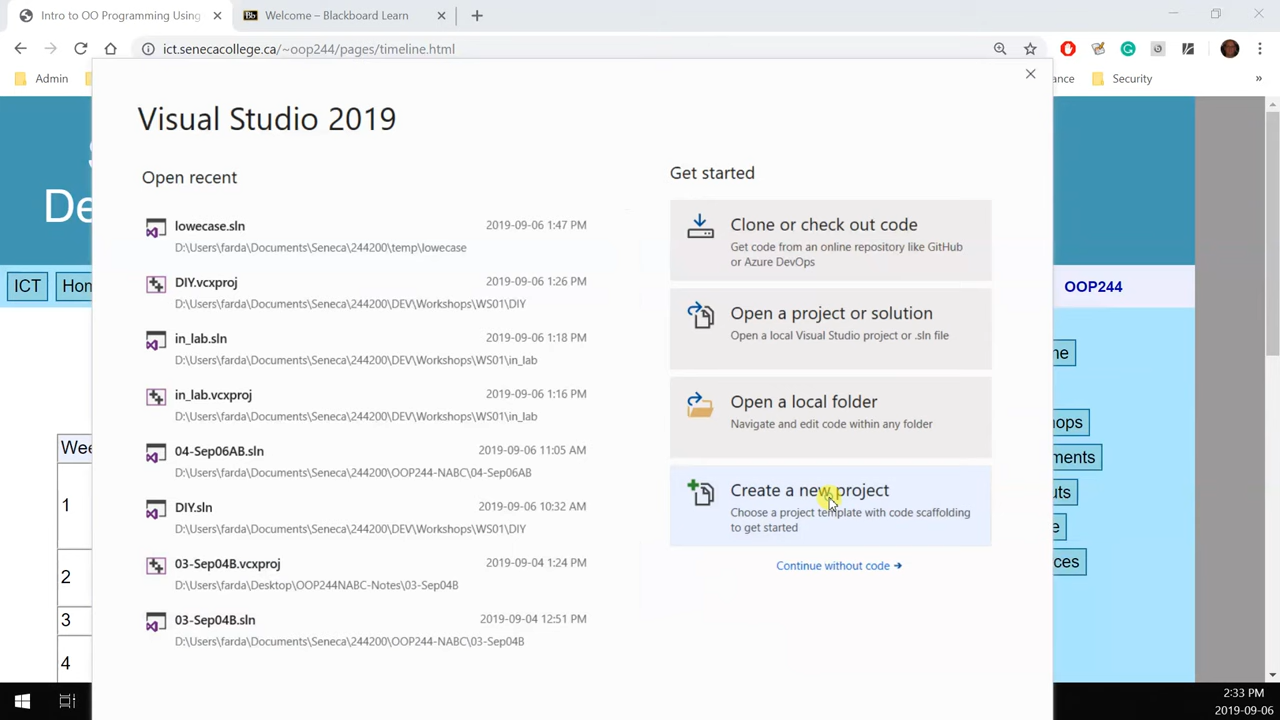 Intro to OO Programming Using
Welcome – Blackboard Learn
ict.senecacollege.ca/~oop244/pages/timeline.html
Admin
Security
»
Visual Studio 2019
Open recent
lowecase.sln
2019-09-06 1:47 PM
D:\Users\farda\Documents\Seneca\244200\temp\lowecase
DIY.vcxproj
2019-09-06 1:26 PM
D:\Users\farda\Documents\Seneca\244200\DEV\Workshops\WS01\DIY
in_lab.sln
2019-09-06 1:18 PM
D:\Users\farda\Documents\Seneca\244200\DEV\Workshops\WS01\in_lab
in_lab.vcxproj
2019-09-06 1:16 PM
D:\Users\farda\Documents\Seneca\244200\DEV\Workshops\WS01\in_lab
04-Sep06AB.sln
2019-09-06 11:05 AM
D:\Users\farda\Documents\Seneca\244200\OOP244-NABC\04-Sep06AB
DIY.sln
2019-09-06 10:32 AM
D:\Users\farda\Documents\Seneca\244200\DEV\Workshops\WS01\DIY
03-Sep04B.vcxproj
2019-09-04 1:24 PM
D:\Users\farda\Desktop\OOP244NABC-Notes\03-Sep04B
03-Sep04B.sln
2019-09-04 12:51 PM
D:\Users\farda\Documents\Seneca\244200\OOP244-NABC\03-Sep04B
Get started
Clone or check out code
Get code from an online repository like GitHub
or Azure DevOps
Open a project or solution
Open a local Visual Studio project or .sln file
Open a local folder
Navigate and edit code within any folder
Create a new project
Choose a project template with code scaffolding
to get started
Continue without code →
De
ICT
Hom
OOP244
Wee
1
2
3
4
2:33 PM
2019-09-06